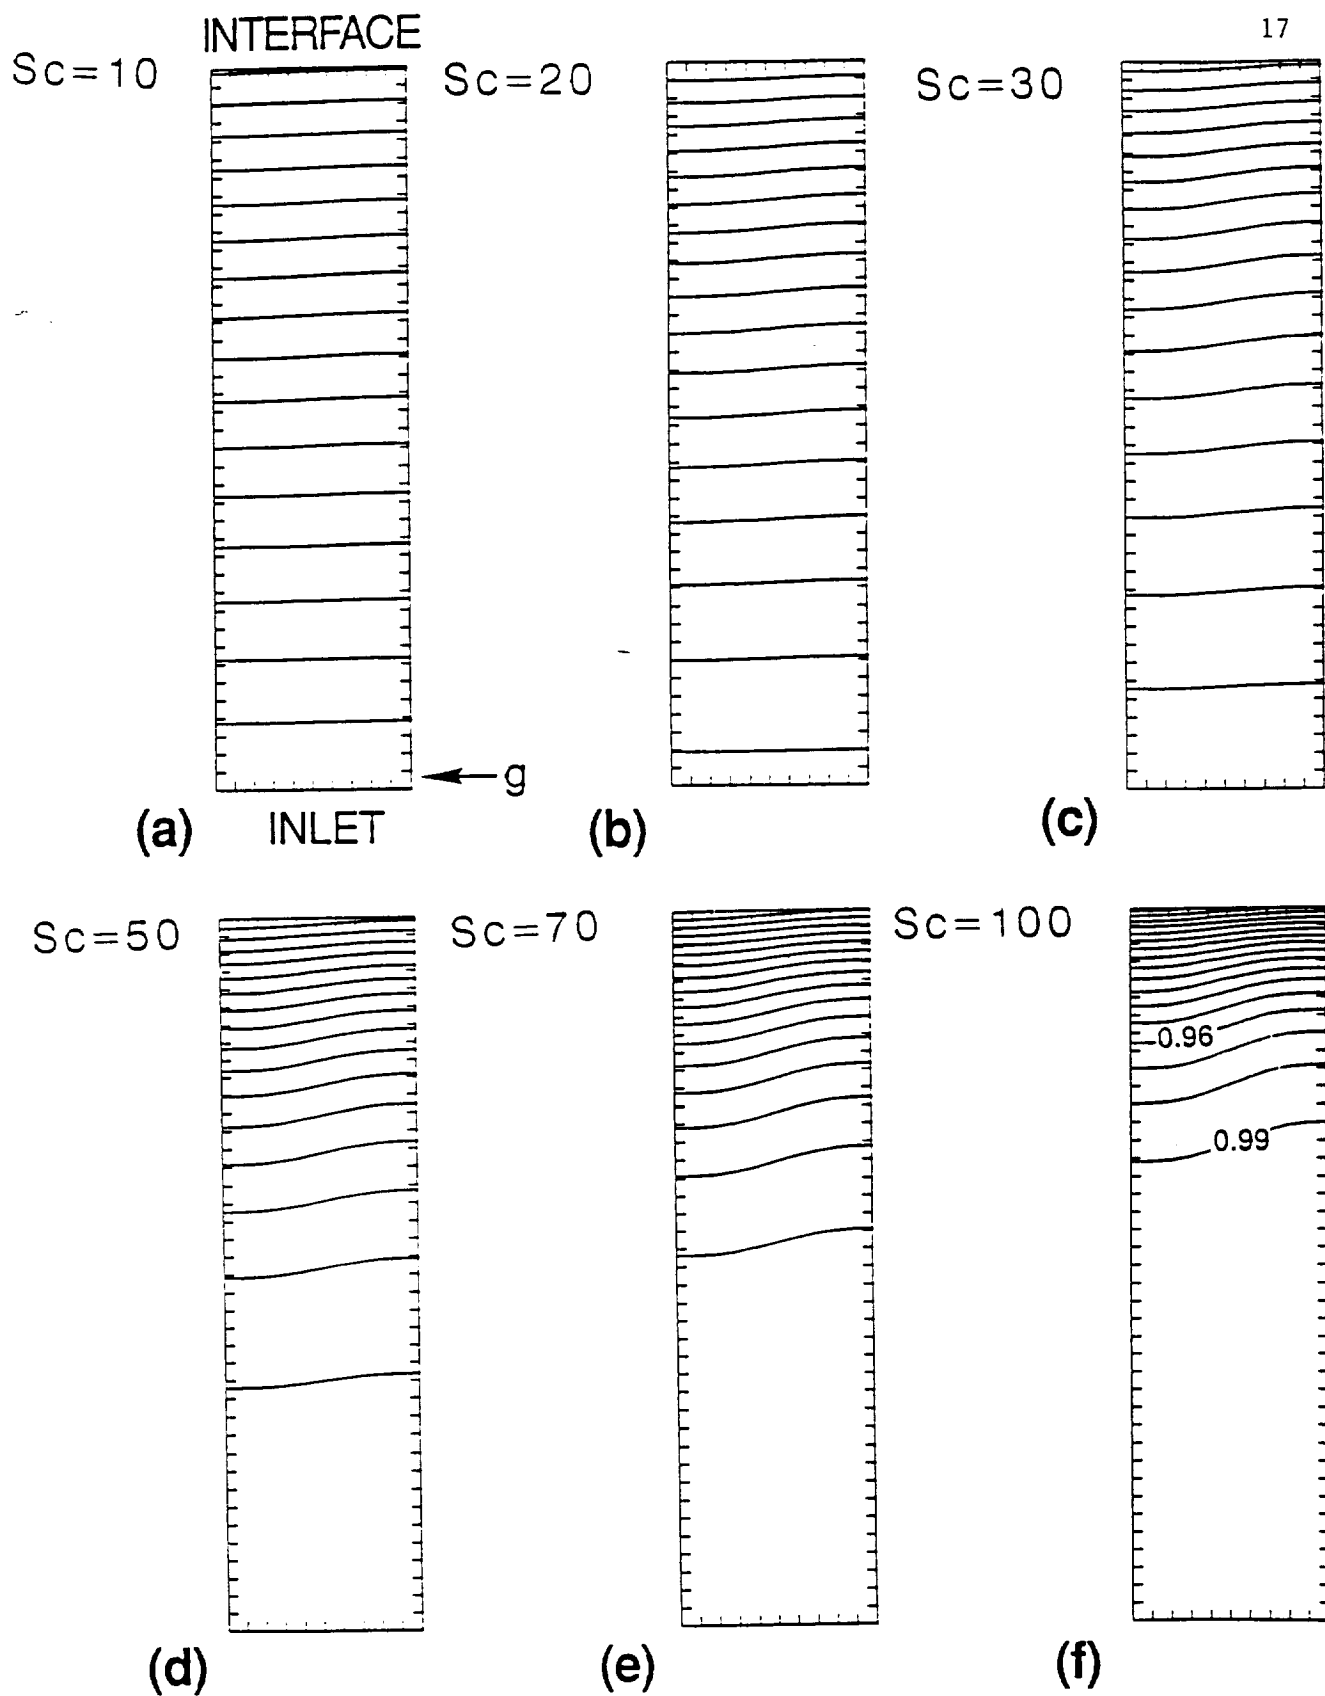 17
INTERFACE
Sc=10
Sc=20
Sc=30
g
(a)
INLET
(b)
(c)
Sc=50
Sc=70
Sc=100
0.96
0.99
(d)
(e)
(f)